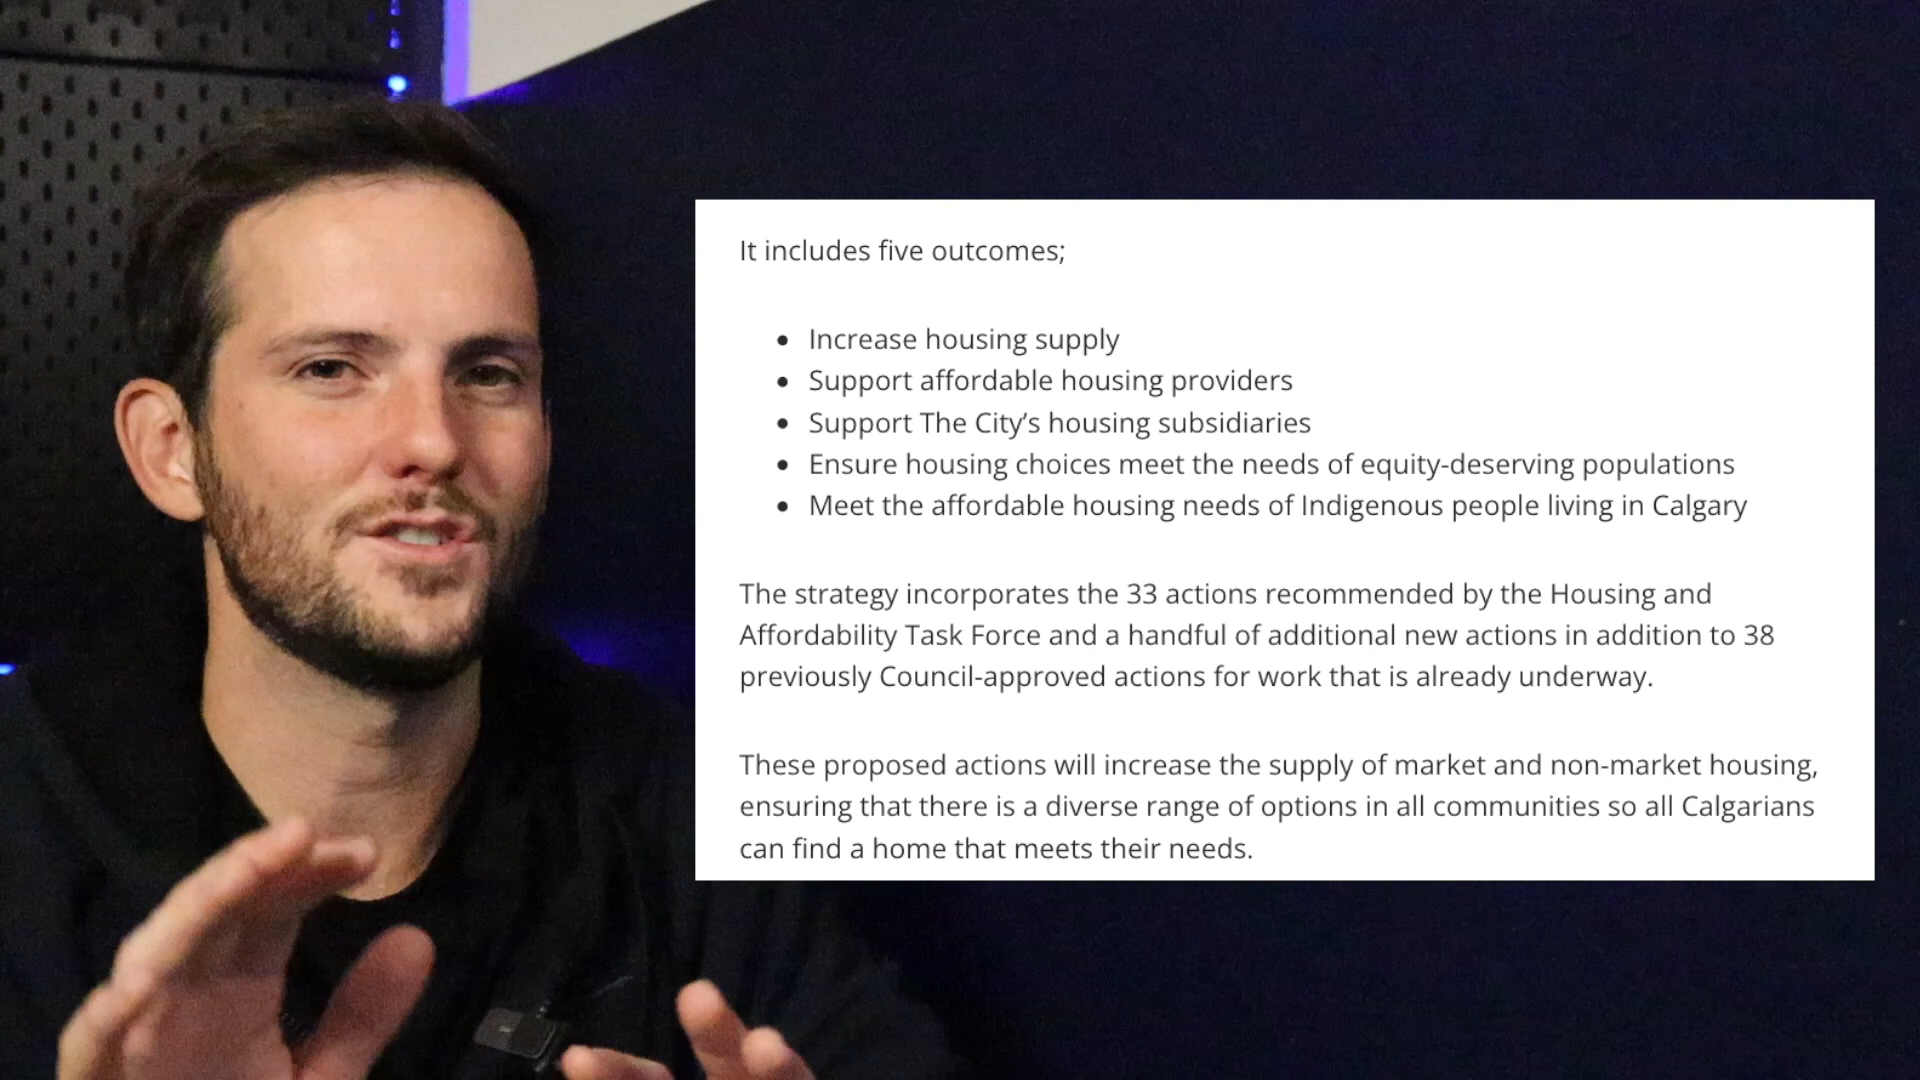 It includes five outcomes;
• Increase housing supply
• Support affordable housing providers
• Support The City’s housing subsidiaries
• Ensure housing choices meet the needs of equity-deserving populations
• Meet the affordable housing needs of Indigenous people living in Calgary
The strategy incorporates the 33 actions recommended by the Housing and
Affordability Task Force and a handful of additional new actions in addition to 38
previously Council-approved actions for work that is already underway.
These proposed actions will increase the supply of market and non-market housing,
ensuring that there is a diverse range of options in all communities so all Calgarians
can find a home that meets their needs.